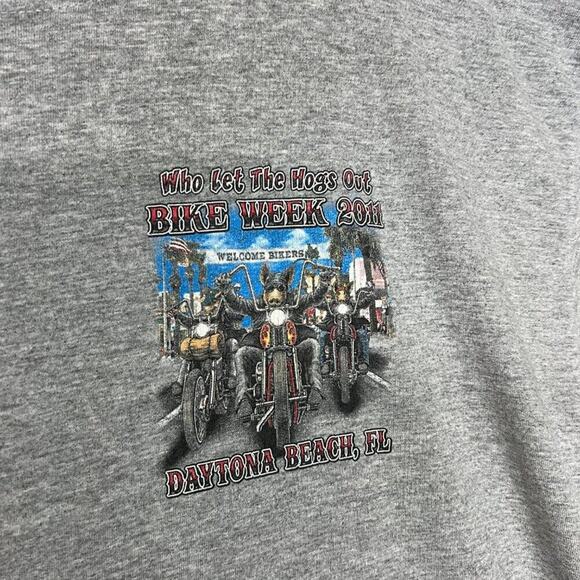 Who Let The Hogs Out
BIKE WEEK 2011
WELCOME BIKERS
DAYTONA BEACH, FL